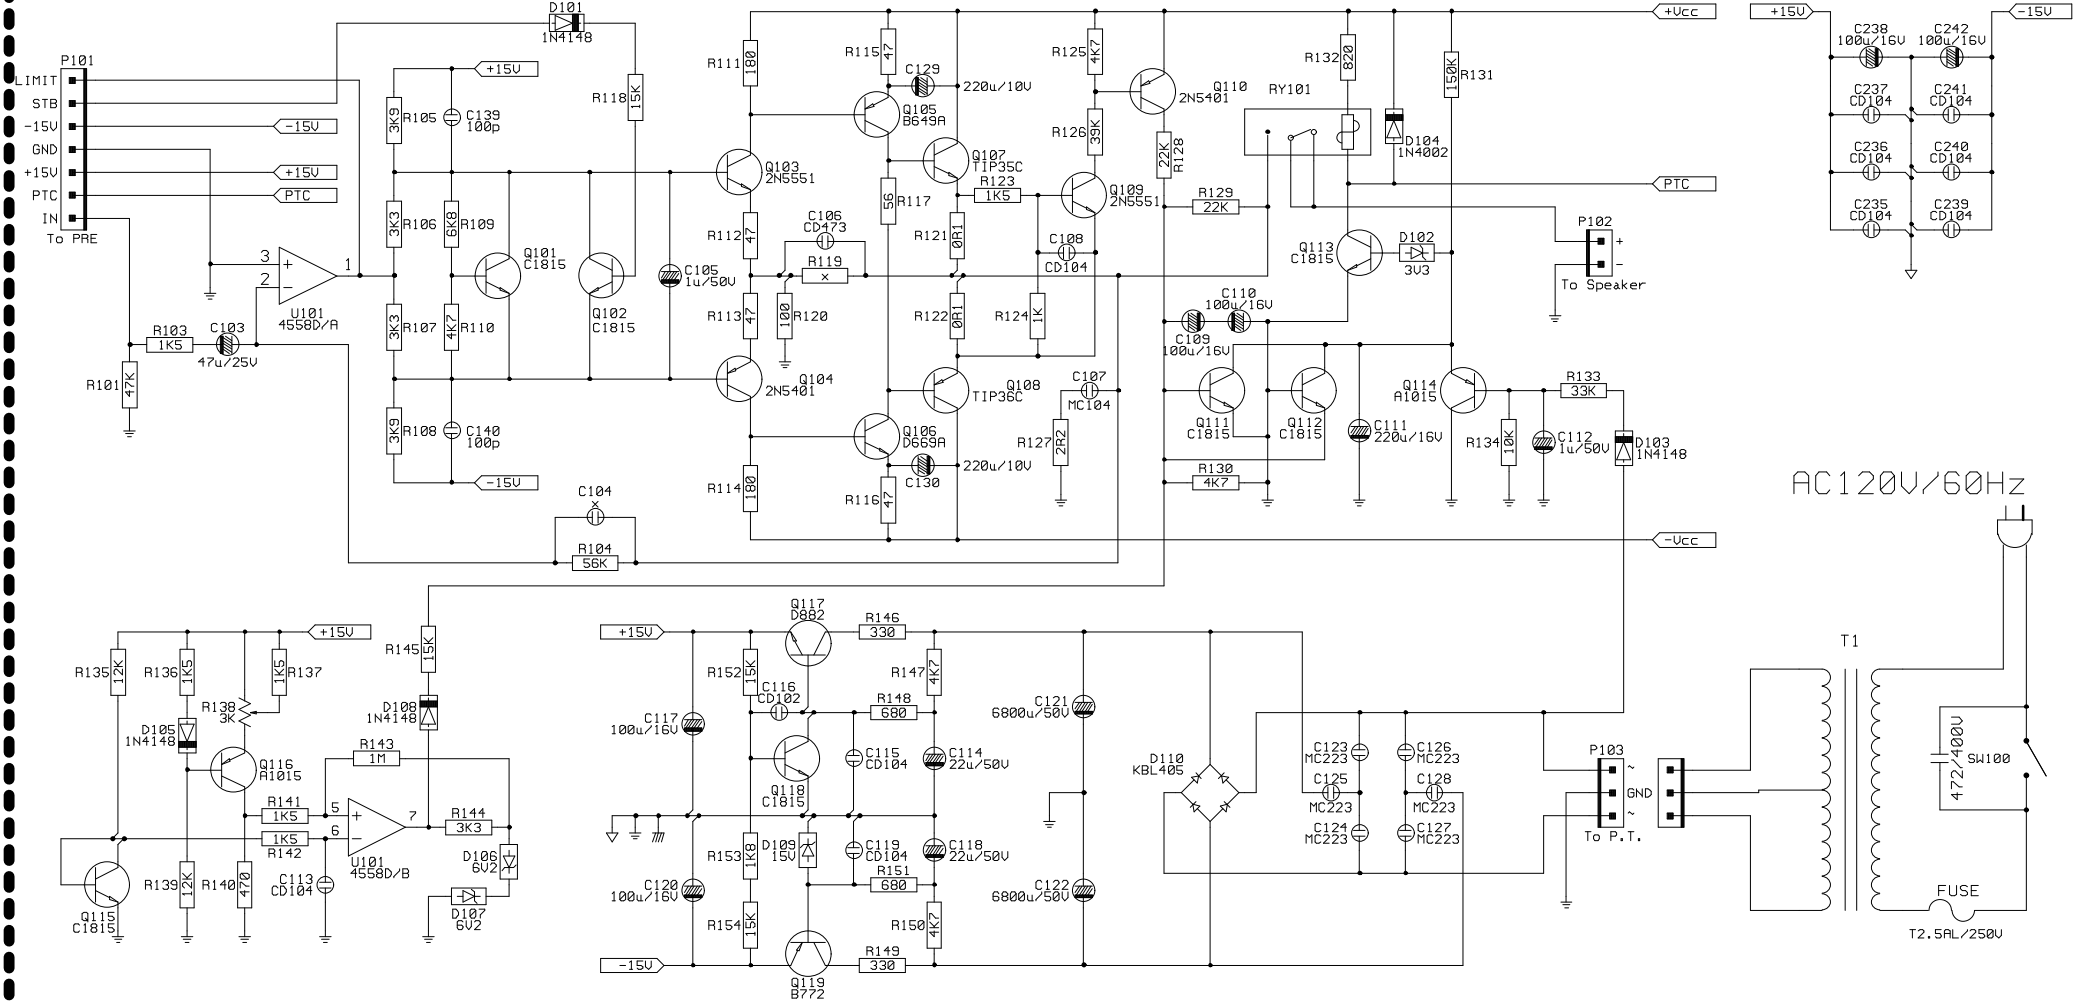 P101
LIMIT
STB
-15V
GND
+15V
PTC
IN
To PRE
-15V
+15V
PTC
D101
1N4148
R118
15K
+15V
R105
3K9
C139
100p
R106
3K3
R109
6K8
Q101
C1815
Q102
C1815
C105
1u/50V
3
2
1
U101
4558D/A
R107
3K3
R110
4K7
R103
1K5
C103
47u/25V
R101
47K
R108
3K9
C140
100p
-15V
C104
x
R104
56K
R111
180
Q103
2N5551
R112
47
C106
CD473
R119
x
R113
47
R120
100
Q104
2N5401
R114
180
R115
47
C129
220u/10V
Q105
B649A
Q107
TIP35C
R117
56
R121
0R1
R122
0R1
Q108
TIP36C
Q106
D669A
220u/10V
C130
R116
47
R123
1K5
R124
1K
C108
CD104
R125
4K7
R126
39K
Q109
2N5551
Q110
2N5401
R128
22K
R129
22K
C107
MC104
R127
2R2
RY101
R132
820
D104
1N4002
R131
150K
Q113
C1815
D102
3V3
C110
100u/16V
C109
100u/16V
Q111
C1815
Q112
C1815
C111
220u/16V
R130
4K7
Q114
A1015
R133
33K
R134
10K
C112
1u/50V
D103
1N4148
+Vcc
PTC
-Vcc
P102
+
-
To Speaker
+15V
-15V
C238
100u/16V
C242
100u/16V
C237
CD104
C241
CD104
C236
CD104
C240
CD104
C235
CD104
C239
CD104
AC120V/60Hz
+15V
R135
12K
R136
1K5
R137
1K5
R138
3K
D105
1N4148
Q116
A1015
R145
15K
D108
1N4148
R143
1M
R141
1K5
5
6
7
R142
1K5
U101
4558D/B
R144
3K3
D106
6V2
D107
6V2
R139
12K
R140
470
C113
CD104
Q115
C1815
+15V
Q117
D882
R146
330
R152
15K
C116
CD102
R147
4K7
R148
680
C117
100u/16V
Q118
C1815
C115
CD104
C114
22u/50V
R153
1K8
D109
15V
C119
CD104
C118
22u/50V
R151
680
C120
100u/16V
R154
15K
R150
4K7
-15V
R149
330
Q119
B772
C121
6800u/50V
C122
6800u/50V
D110
KBL405
C123
MC223
C126
MC223
C125
MC223
C128
MC223
C124
MC223
C127
MC223
P103
~
GND
~
To P.T.
T1
472/400V
SW100
FUSE
T2.5AL/250V